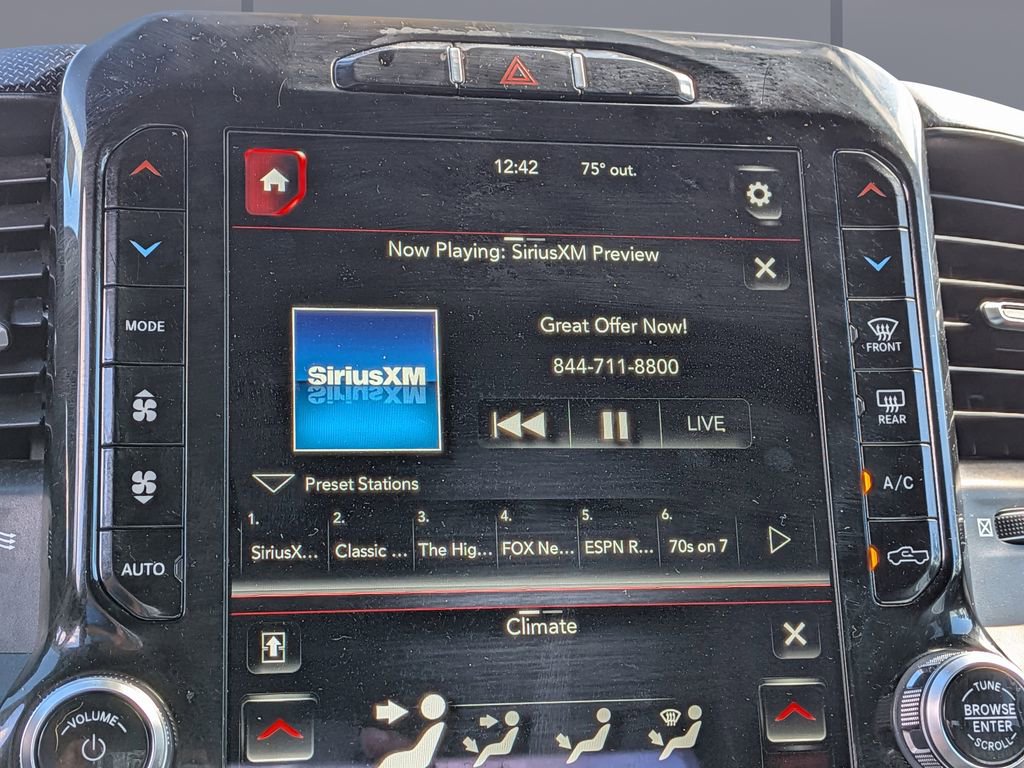 12:42 75° out.
Now Playing: SiriusXM Preview
Great Offer Now!
844-711-8800
SiriusXM
LIVE
Preset Stations
1. 2. 3. 4. 5. 6.
SiriusX... Classic ... The Hig... FOX Ne... ESPN R... 70s on 7
Climate
MODE
AUTO
VOLUME
FRONT
REAR
A/C
TUNE
BROWSE
ENTER
SCROLL